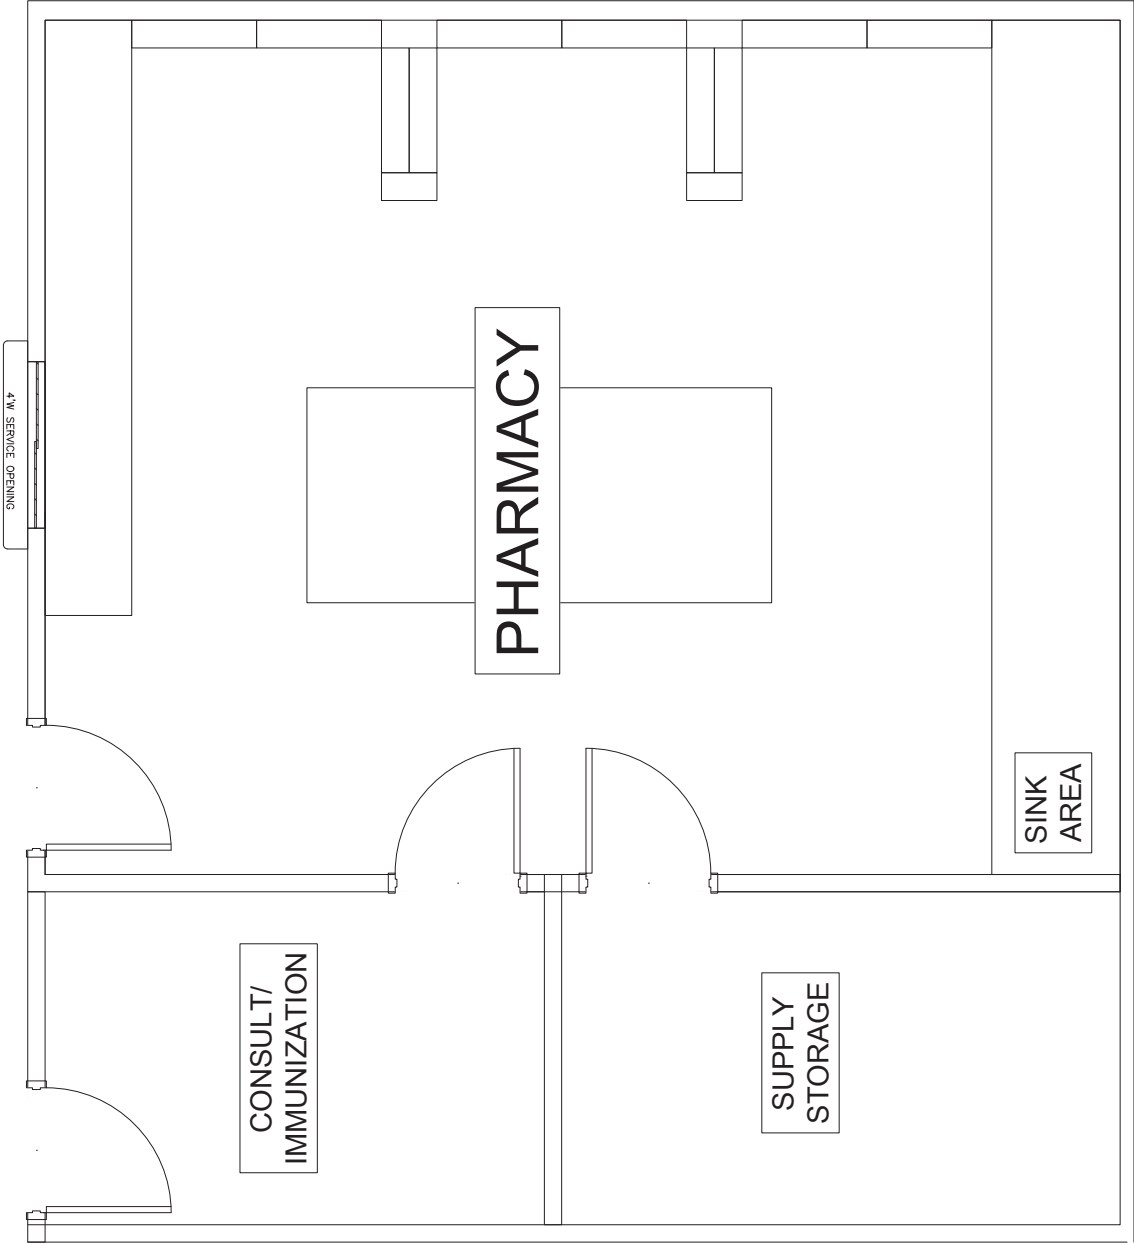 PHARMACY
4'W SERVICE OPENING
SINK
AREA
CONSULT/
IMMUNIZATION
SUPPLY
STORAGE